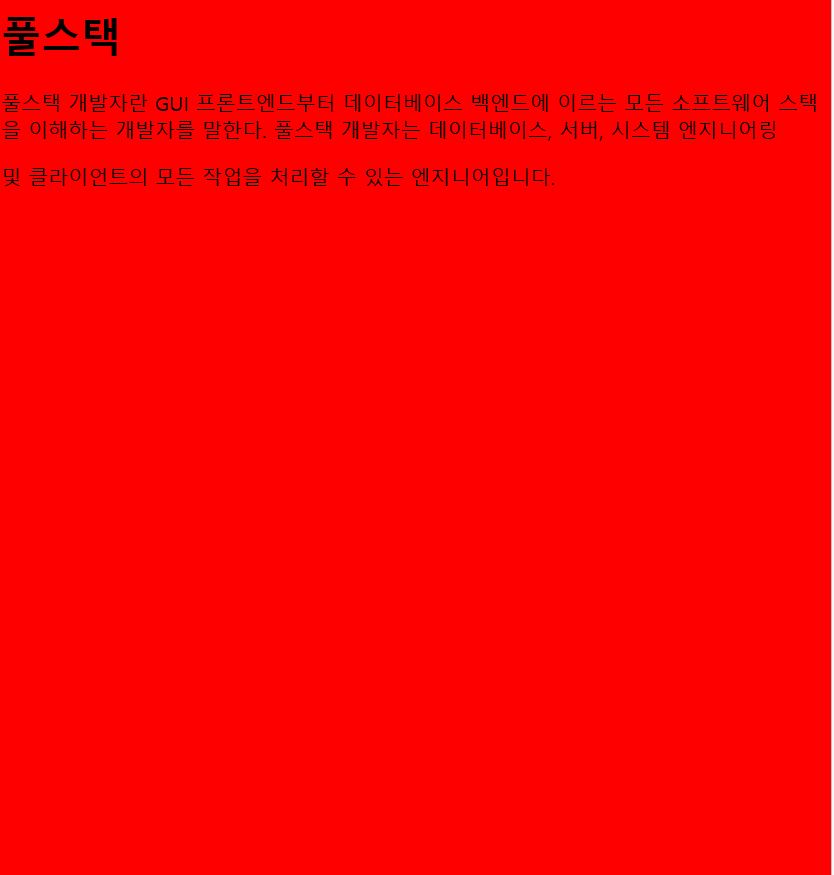 풀스택
풀스택 개발자란 GUI 프론트엔드부터 데이터베이스 백엔드에 이르는 모든 소프트웨어 스택
을 이해하는 개발자를 말한다. 풀스택 개발자는 데이터베이스, 서버, 시스템 엔지니어링
및 클라이언트의 모든 작업을 처리할 수 있는 엔지니어입니다.